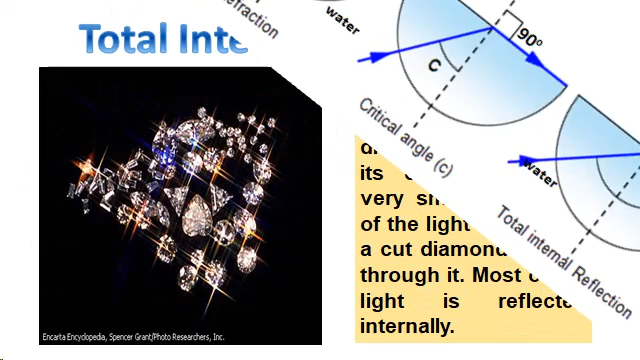 Total Inte
water
90°
C
Critical angle (c)
water
Total internal Reflection
its
very sm
of the light
a cut diamond
through it. Most
light is reflecte
internally.
Encarta Encyclopedia, Spencer Grant/Photo Researchers, Inc.